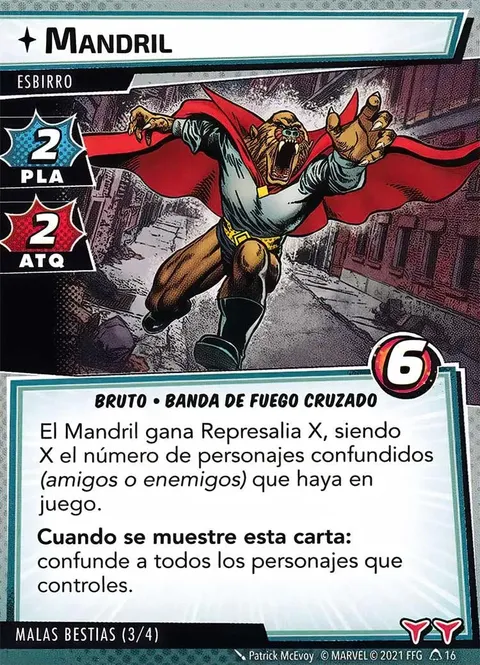 MANDRIL
ESBIRRO
2
PLA
2
ATQ
6
BRUTO • BANDA DE FUEGO CRUZADO
El Mandril gana Represalia X, siendo
X el número de personajes confundidos
(amigos o enemigos) que haya en
juego.
Cuando se muestre esta carta:
confunde a todos los personajes que
controles.
MALAS BESTIAS (3/4)
Patrick McEvoy © MARVEL © 2021 FFG 16